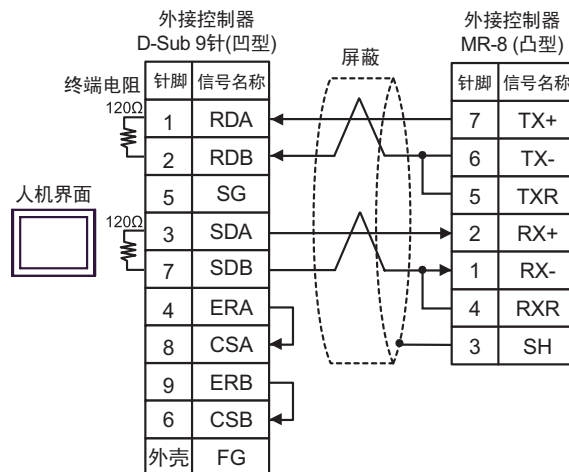 外接控制器
D-Sub 9针(凹型)
外接控制器
MR-8 (凸型)
屏蔽
终端电阻
针脚 信号名称
针脚 信号名称
120Ω
1 RDA
7 TX+
2 RDB
6 TX-
5 SG
5 TXR
人机界面
120Ω
3 SDA
2 RX+
7 SDB
1 RX-
4 ERA
4 RXR
8 CSA
3 SH
9 ERB
6 CSB
外壳 FG